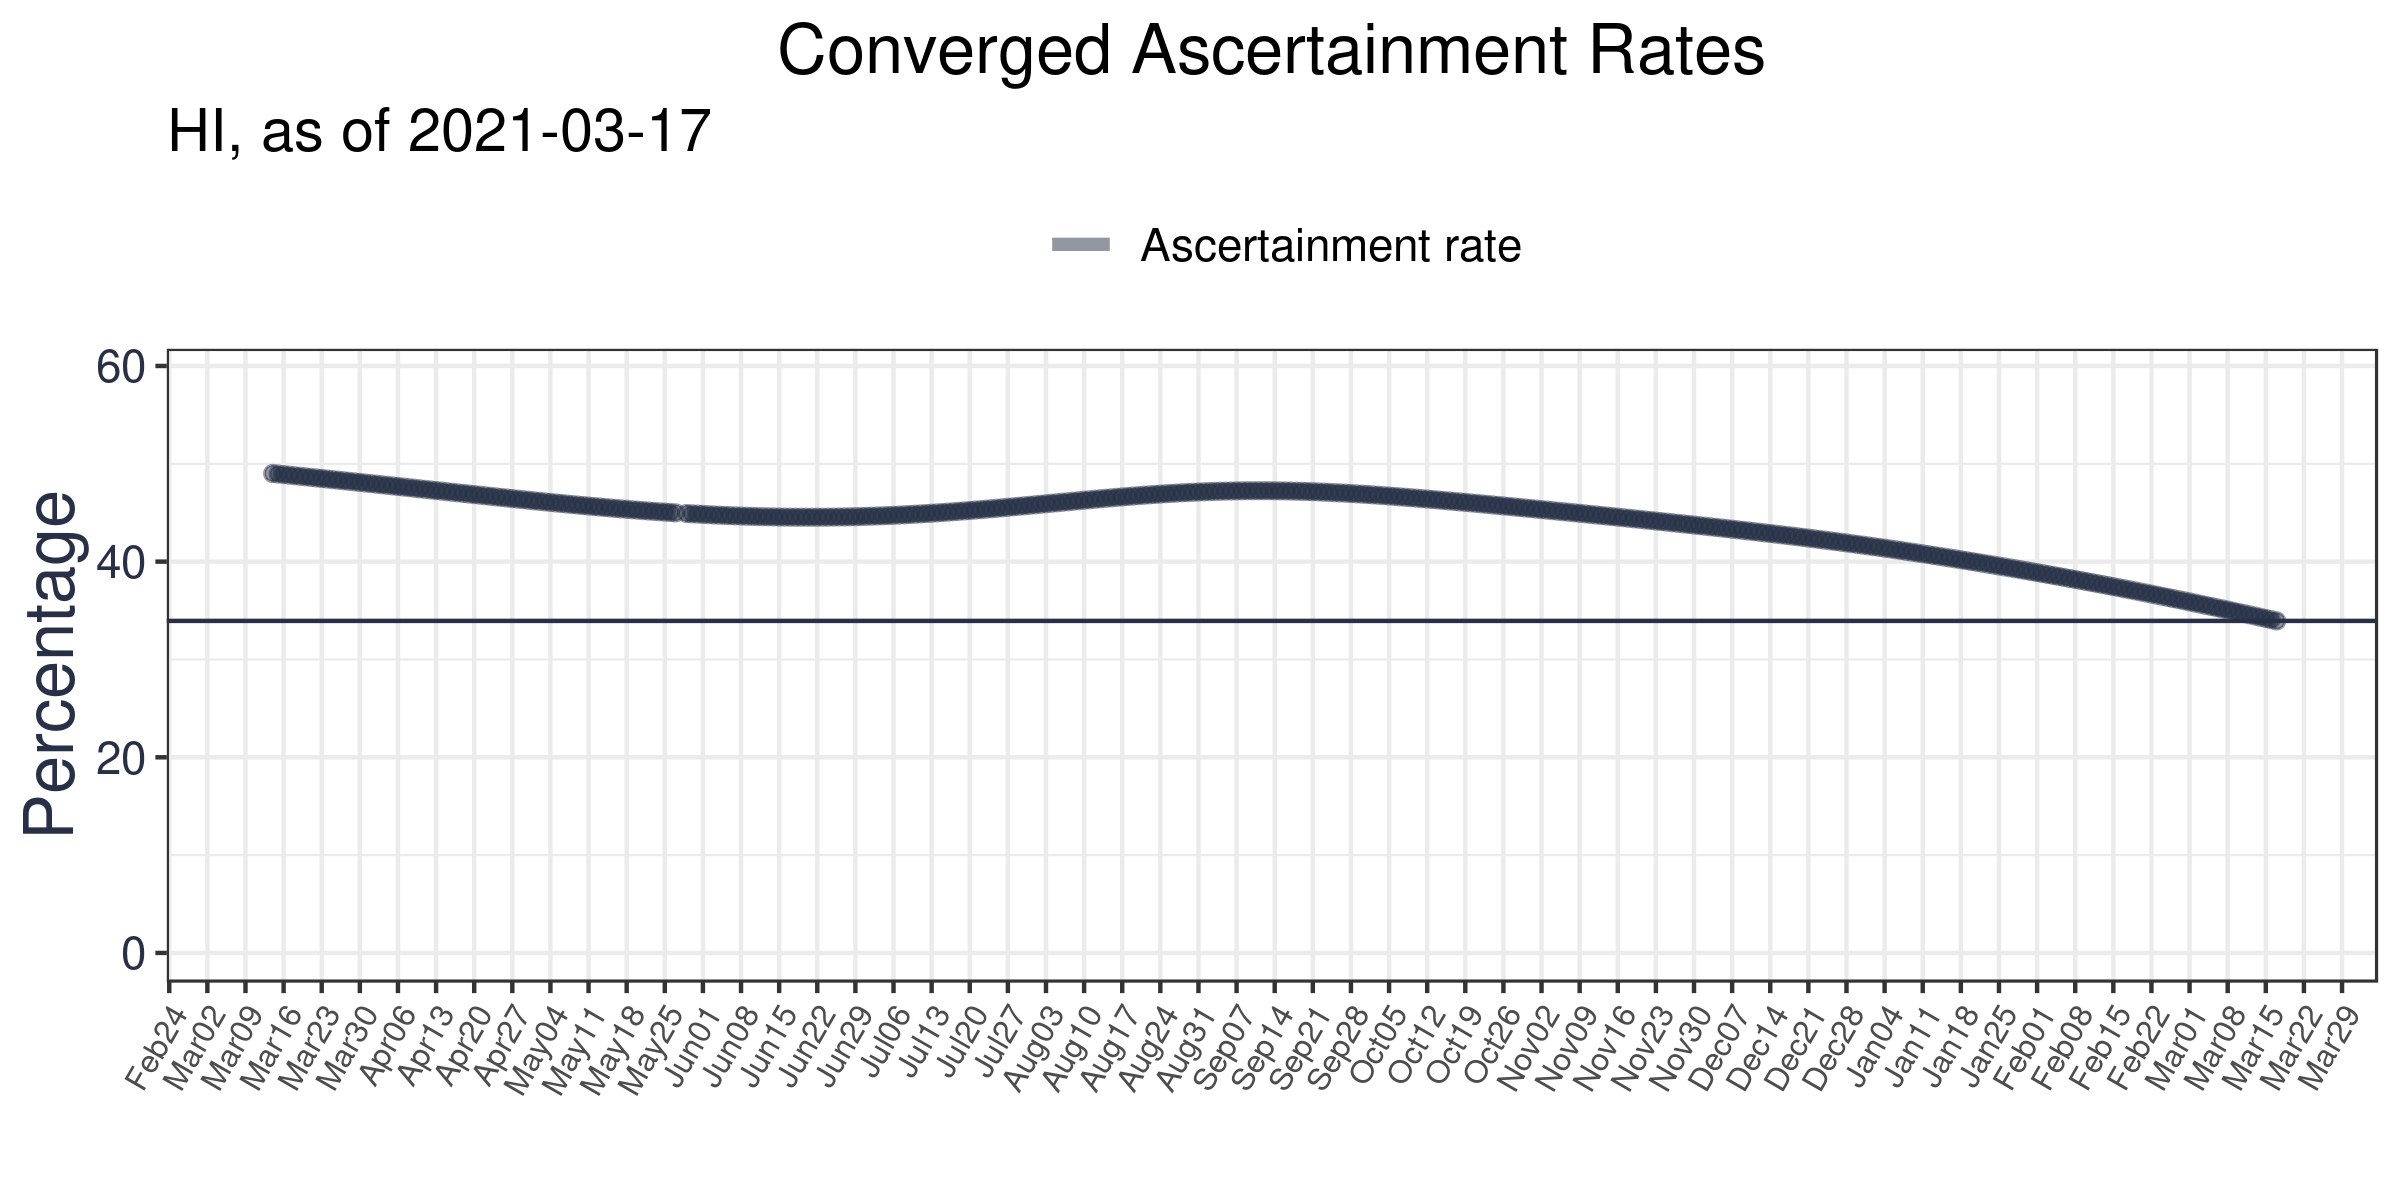 Converged Ascertainment Rates
HI, as of 2021-03-17
Ascertainment rate
Percentage
60
40
20
0
Feb24
Mar02
Mar09
Mar16
Mar23
Mar30
Apr06
Apr13
Apr20
Apr27
May04
May11
May18
May25
Jun01
Jun08
Jun15
Jun22
Jun29
Jul06
Jul13
Jul20
Jul27
Aug03
Aug10
Aug17
Aug24
Aug31
Sep07
Sep14
Sep21
Sep28
Oct05
Oct12
Oct19
Oct26
Nov02
Nov09
Nov16
Nov23
Nov30
Dec07
Dec14
Dec21
Dec28
Jan04
Jan11
Jan18
Jan25
Feb01
Feb08
Feb15
Feb22
Mar01
Mar08
Mar15
Mar22
Mar29